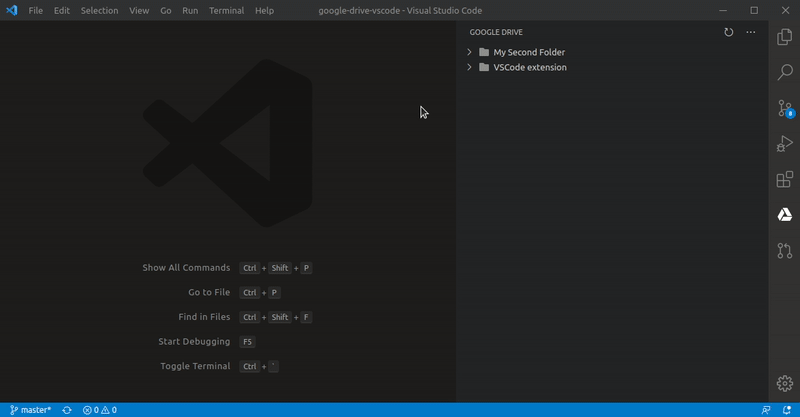 File Edit Selection View Go Run Terminal Help google-drive-vscode - Visual Studio Code
GOOGLE DRIVE
My Second Folder
VSCode extension
8
Show All Commands Ctrl + Shift + P
Go to File Ctrl + P
Find in Files Ctrl + Shift + F
Start Debugging F5
Toggle Terminal Ctrl + `
master* 0 0